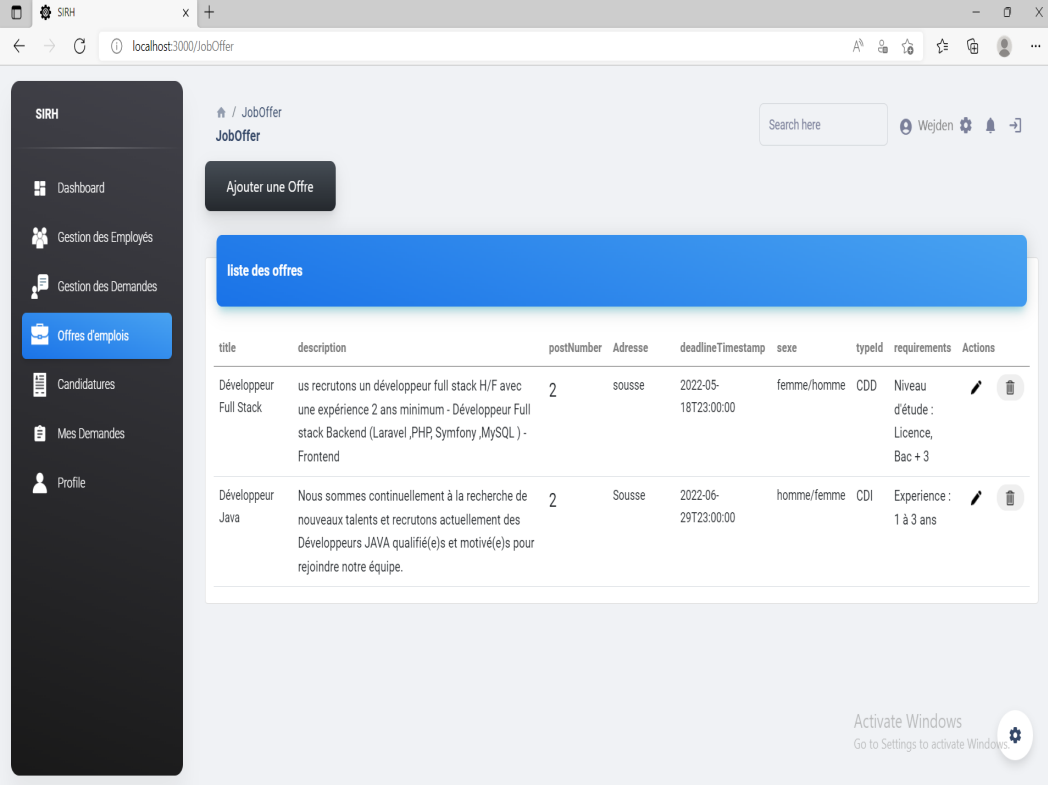 SIRH
localhost:3000/JobOffer
SIRH
/ JobOffer
JobOffer
Search here
Wejden
Dashboard
Gestion des Employés
Gestion des Demandes
Offres d'emplois
Candidatures
Mes Demandes
Profile
Ajouter une Offre
liste des offres
title description postNumber Adresse deadlineTimestamp sexe typeId requirements Actions
Développeur us recrutons un développeur full stack H/F avec 2 sousse 2022-05- femme/homme CDD Niveau
Full Stack une expérience 2 ans minimum - Développeur Full 18T23:00:00 d'étude :
stack Backend (Laravel ,PHP, Symfony ,MySQL ) - Licence,
Frontend Bac + 3
Développeur Nous sommes continuellement à la recherche de 2 Sousse 2022-06- homme/femme CDI Experience :
Java nouveaux talents et recrutons actuellement des 29T23:00:00 1 à 3 ans
Développeurs JAVA qualifié(e)s et motivé(e)s pour
rejoindre notre équipe.
Activate Windows
Go to Settings to activate Windows.